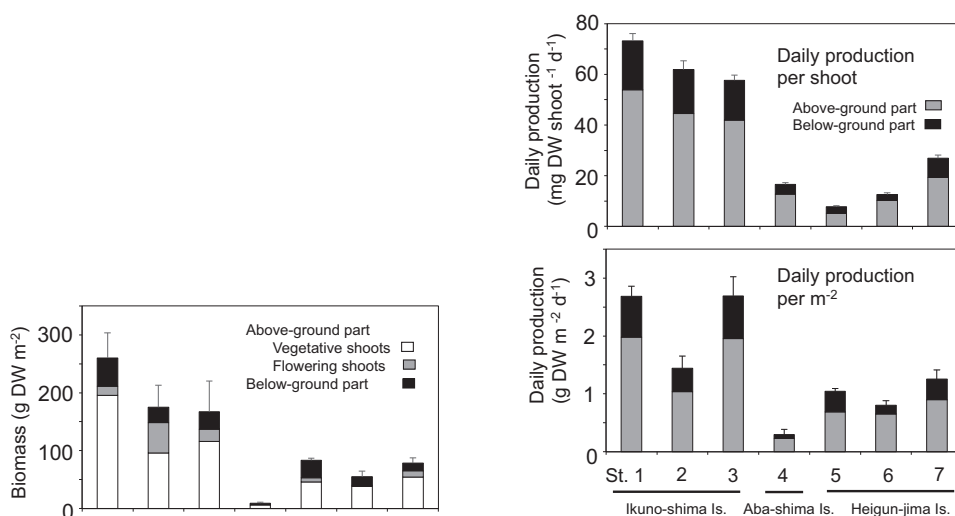 Biomass (g DW m-2)
300
200
100
0
Above-ground part
Vegetative shoots
Flowering shoots
Below-ground part
Daily production
(mg DW shoot -1 d-1)
80
60
40
20
0
Daily production
per shoot
Above-ground part
Below-ground part
Daily production
(g DW m -2 d-1)
3
2
1
0
Daily production
per m-2
St. 1 2 3 4 5 6 7
Ikuno-shima Is. Aba-shima Is. Heigun-jima Is.